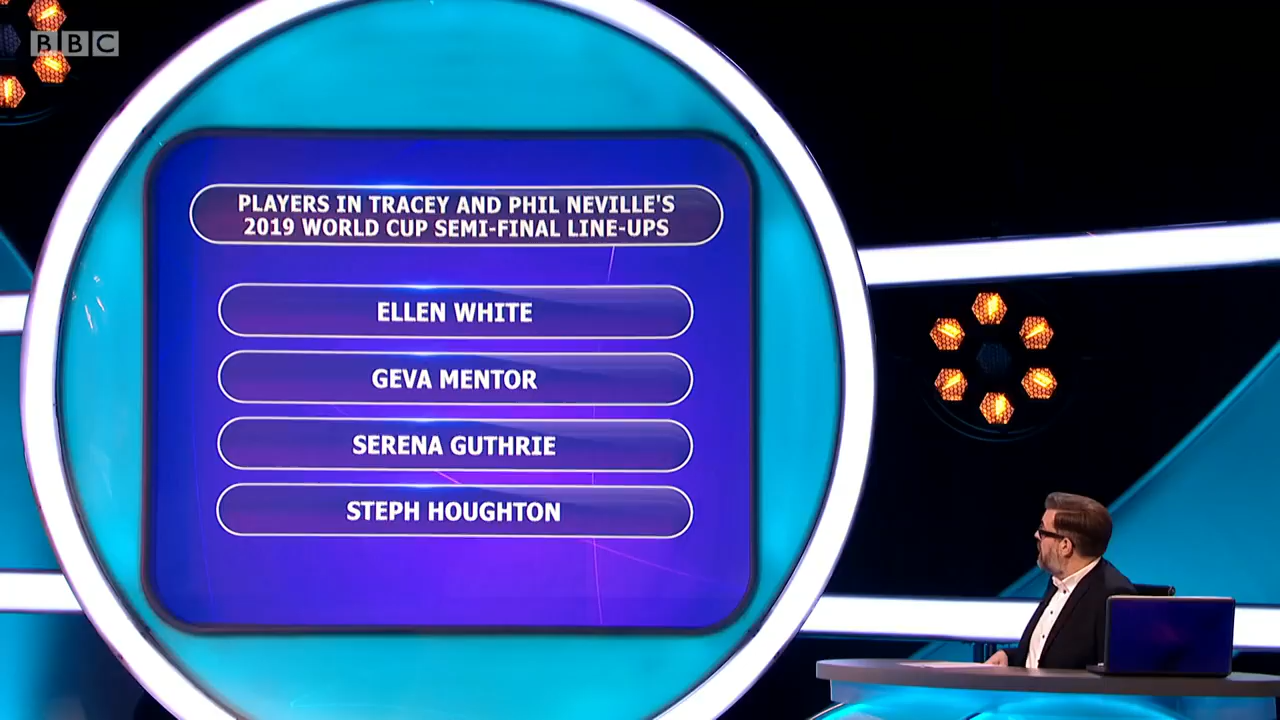 BBC
PLAYERS IN TRACEY AND PHIL NEVILLE'S
2019 WORLD CUP SEMI-FINAL LINE-UPS
ELLEN WHITE
GEVA MENTOR
SERENA GUTHRIE
STEPH HOUGHTON